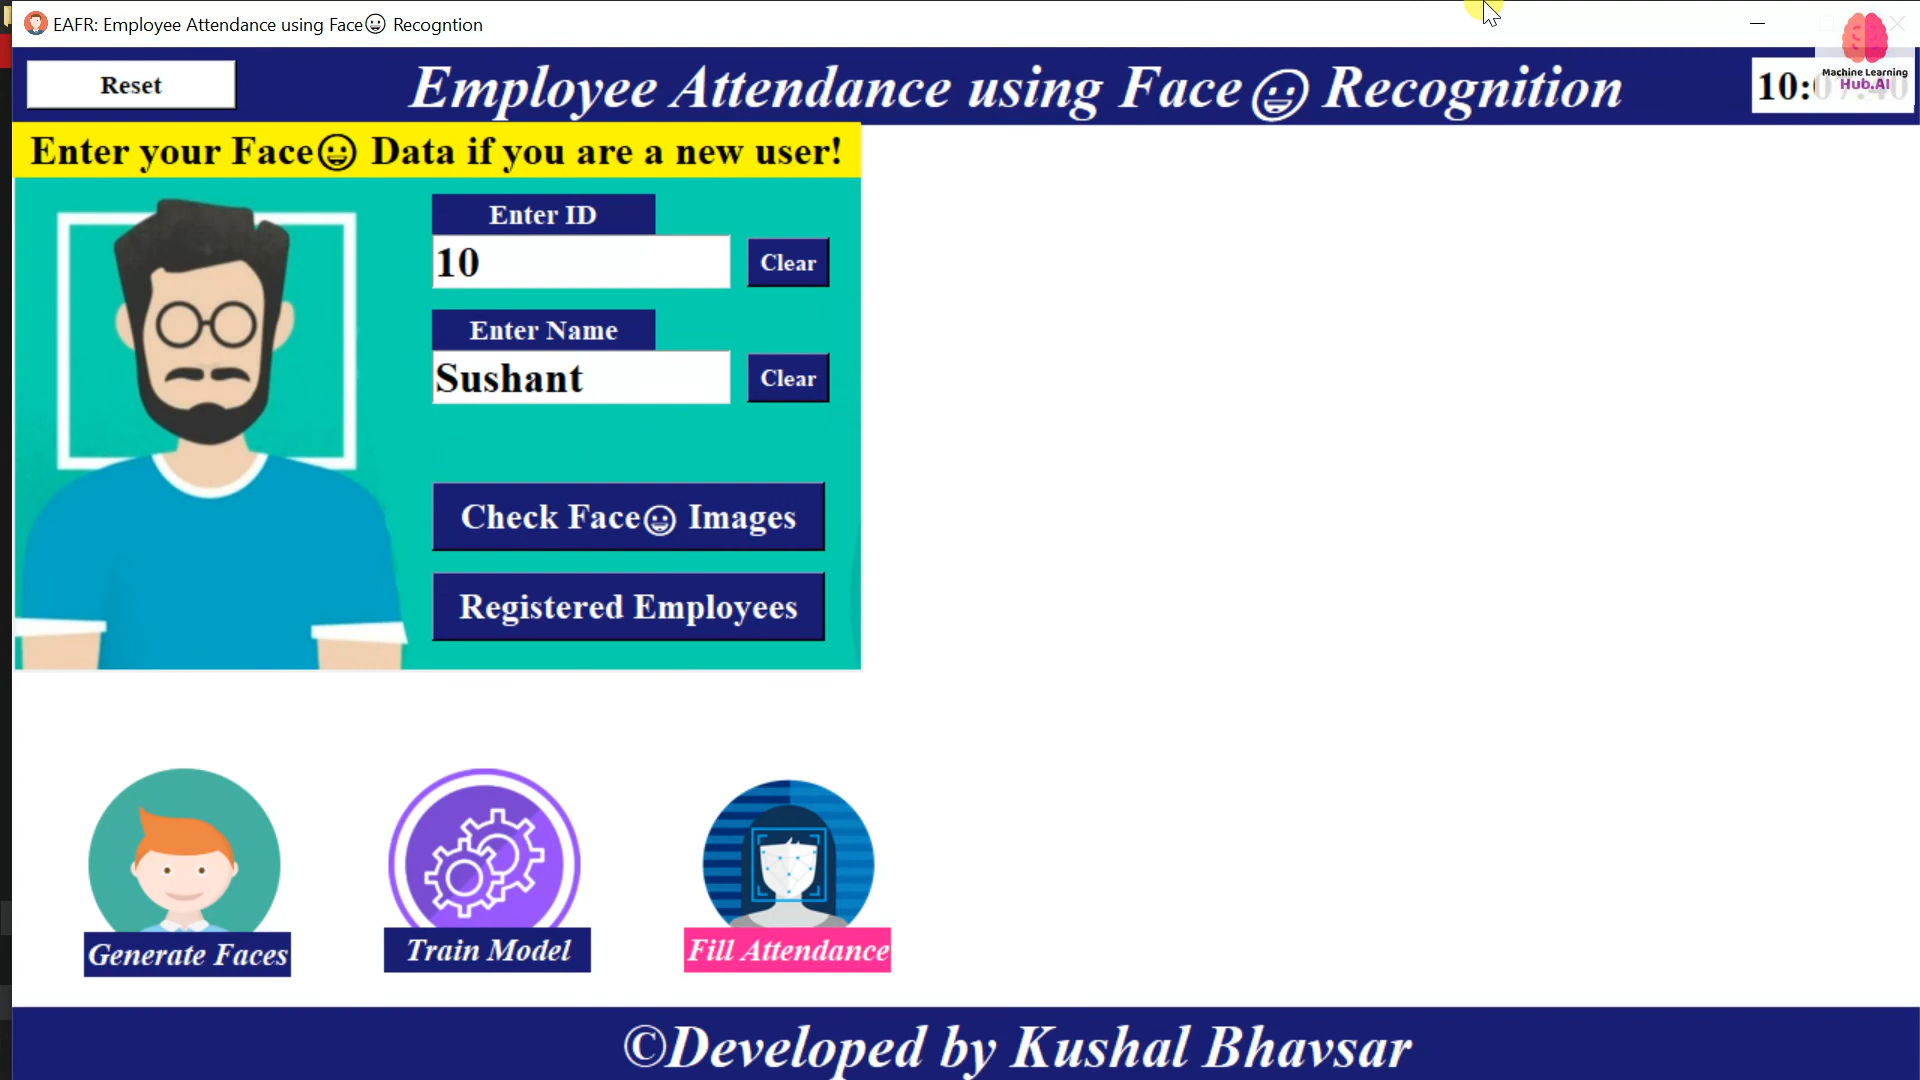 EAFR: Employee Attendance using Face😀 Recogntion
Reset
Employee Attendance using Face😀 Recognition
10:
Machine Learning
Hub.AI
Enter your Face😀 Data if you are a new user!
Enter ID
10
Clear
Enter Name
Sushant
Clear
Check Face😀 Images
Registered Employees
Generate Faces
Train Model
Fill Attendance
©Developed by Kushal Bhavsar